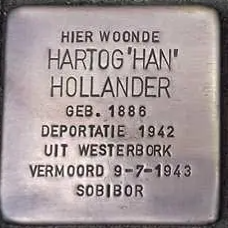 HIER WOONDE
HARTOG "HAN"
HOLLANDER
GEB. 1886
DEPORTATIE 1942
UIT WESTERBORK
VERMOORD 9-7-1943
SOBIBOR